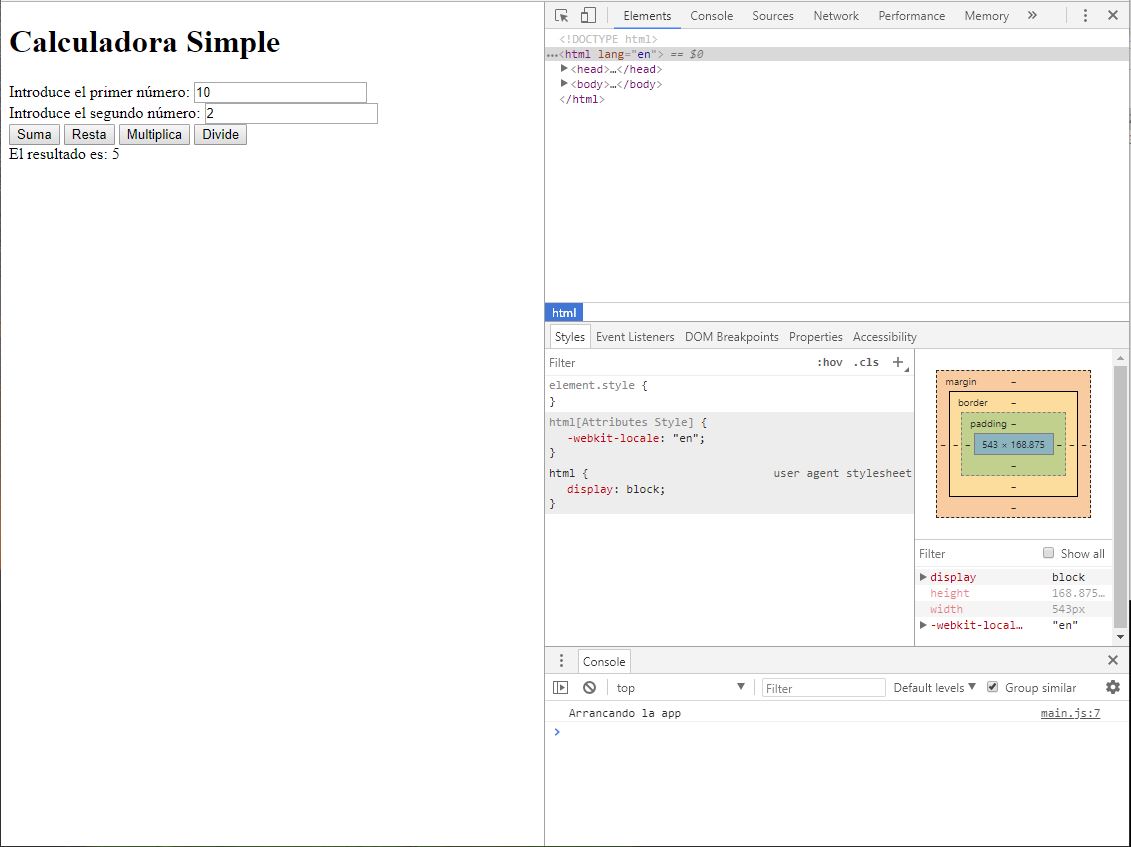 Calculadora Simple
Introduce el primer número: 10
Introduce el segundo número: 2
Suma Resta Multiplica Divide
El resultado es: 5
Elements Console Sources Network Performance Memory »
<!DOCTYPE html>
…<html lang="en"> == $0
<head>…</head>
<body>…</body>
</html>
html
Styles Event Listeners DOM Breakpoints Properties Accessibility
Filter :hov .cls +
element.style {
}
html[Attributes Style] {
-webkit-locale: "en";
}
html { user agent stylesheet
display: block;
}
margin –
border –
padding –
– – – 543 × 168.875 – – –
–
–
–
Filter Show all
display block
height 168.875…
width 543px
-webkit-local… "en"
Console
top Filter Default levels Group similar
Arrancando la app main.js:7
>